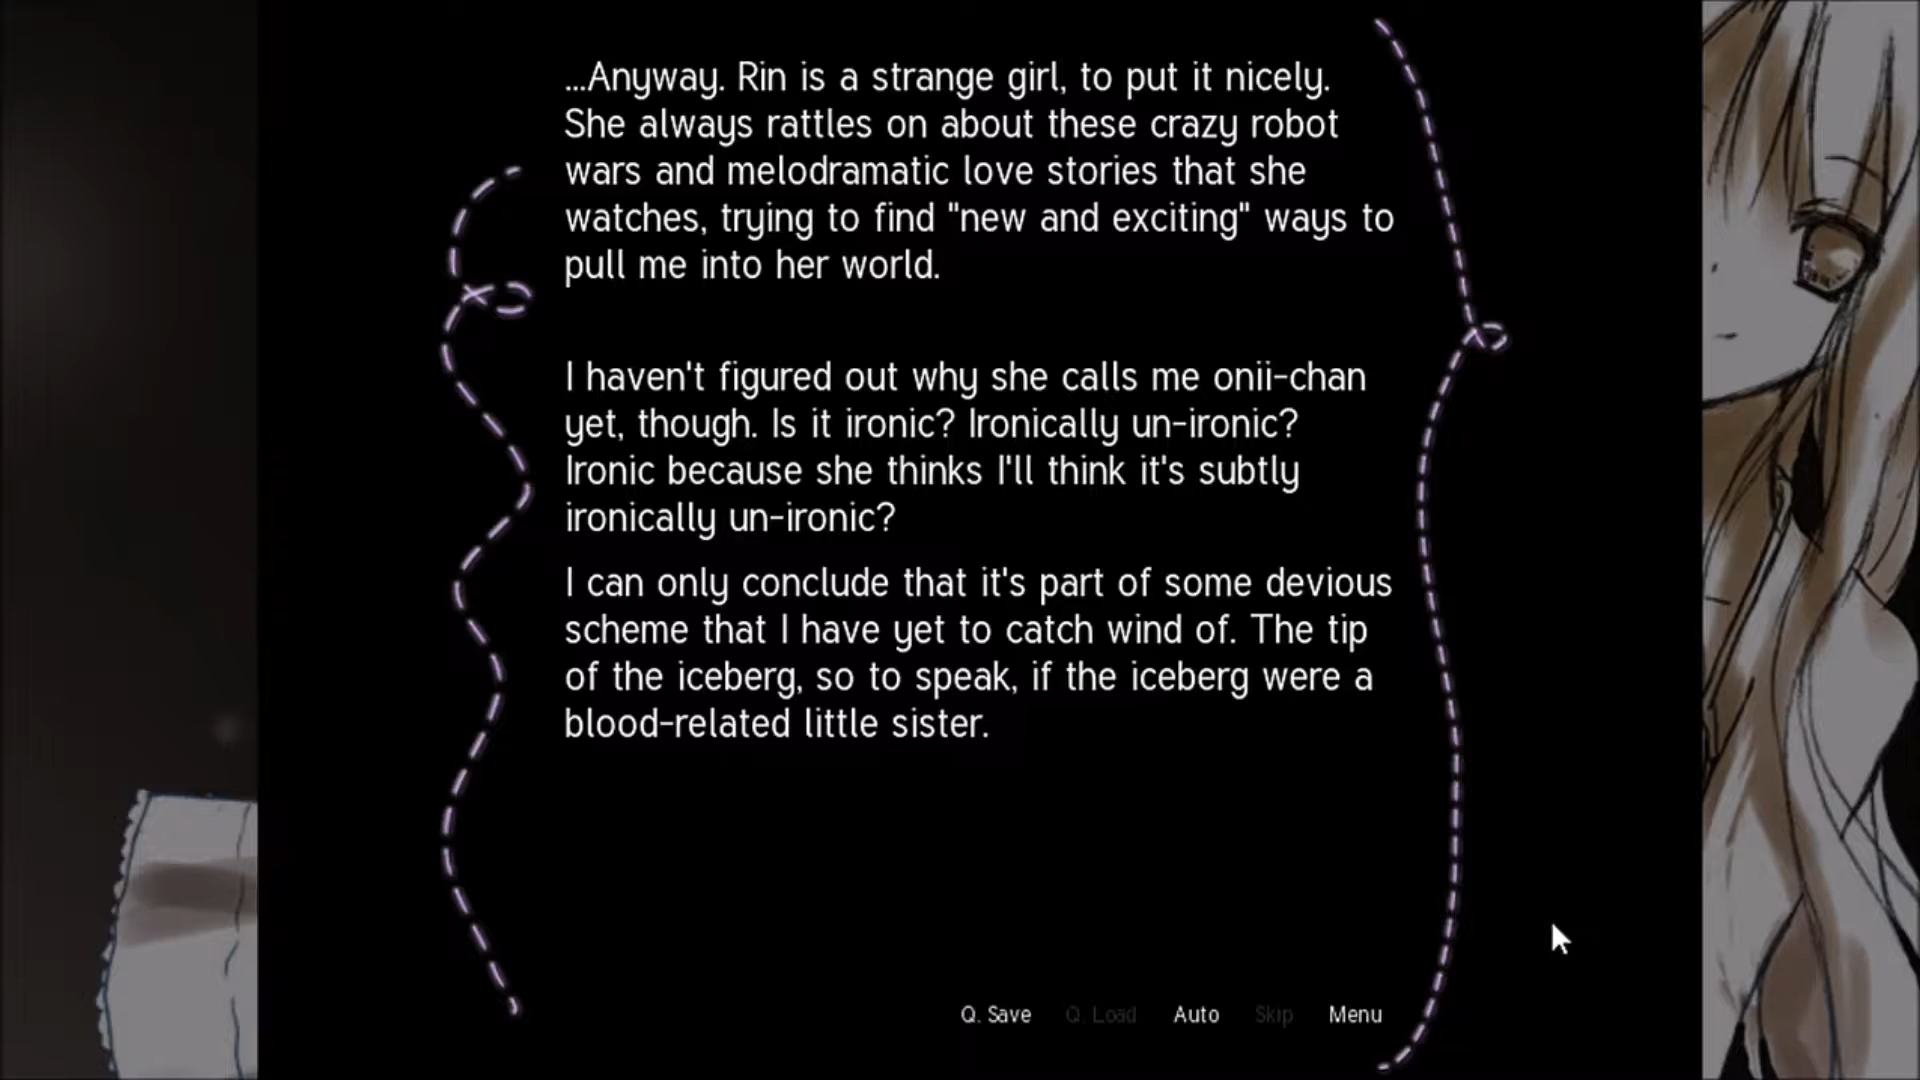 ...Anyway. Rin is a strange girl, to put it nicely.
She always rattles on about these crazy robot
wars and melodramatic love stories that she
watches, trying to find "new and exciting" ways to
pull me into her world.
I haven't figured out why she calls me onii-chan
yet, though. Is it ironic? Ironically un-ironic?
Ironic because she thinks I'll think it's subtly
ironically un-ironic?
I can only conclude that it's part of some devious
scheme that I have yet to catch wind of. The tip
of the iceberg, so to speak, if the iceberg were a
blood-related little sister.
Q. Save Q. Load Auto Skip Menu